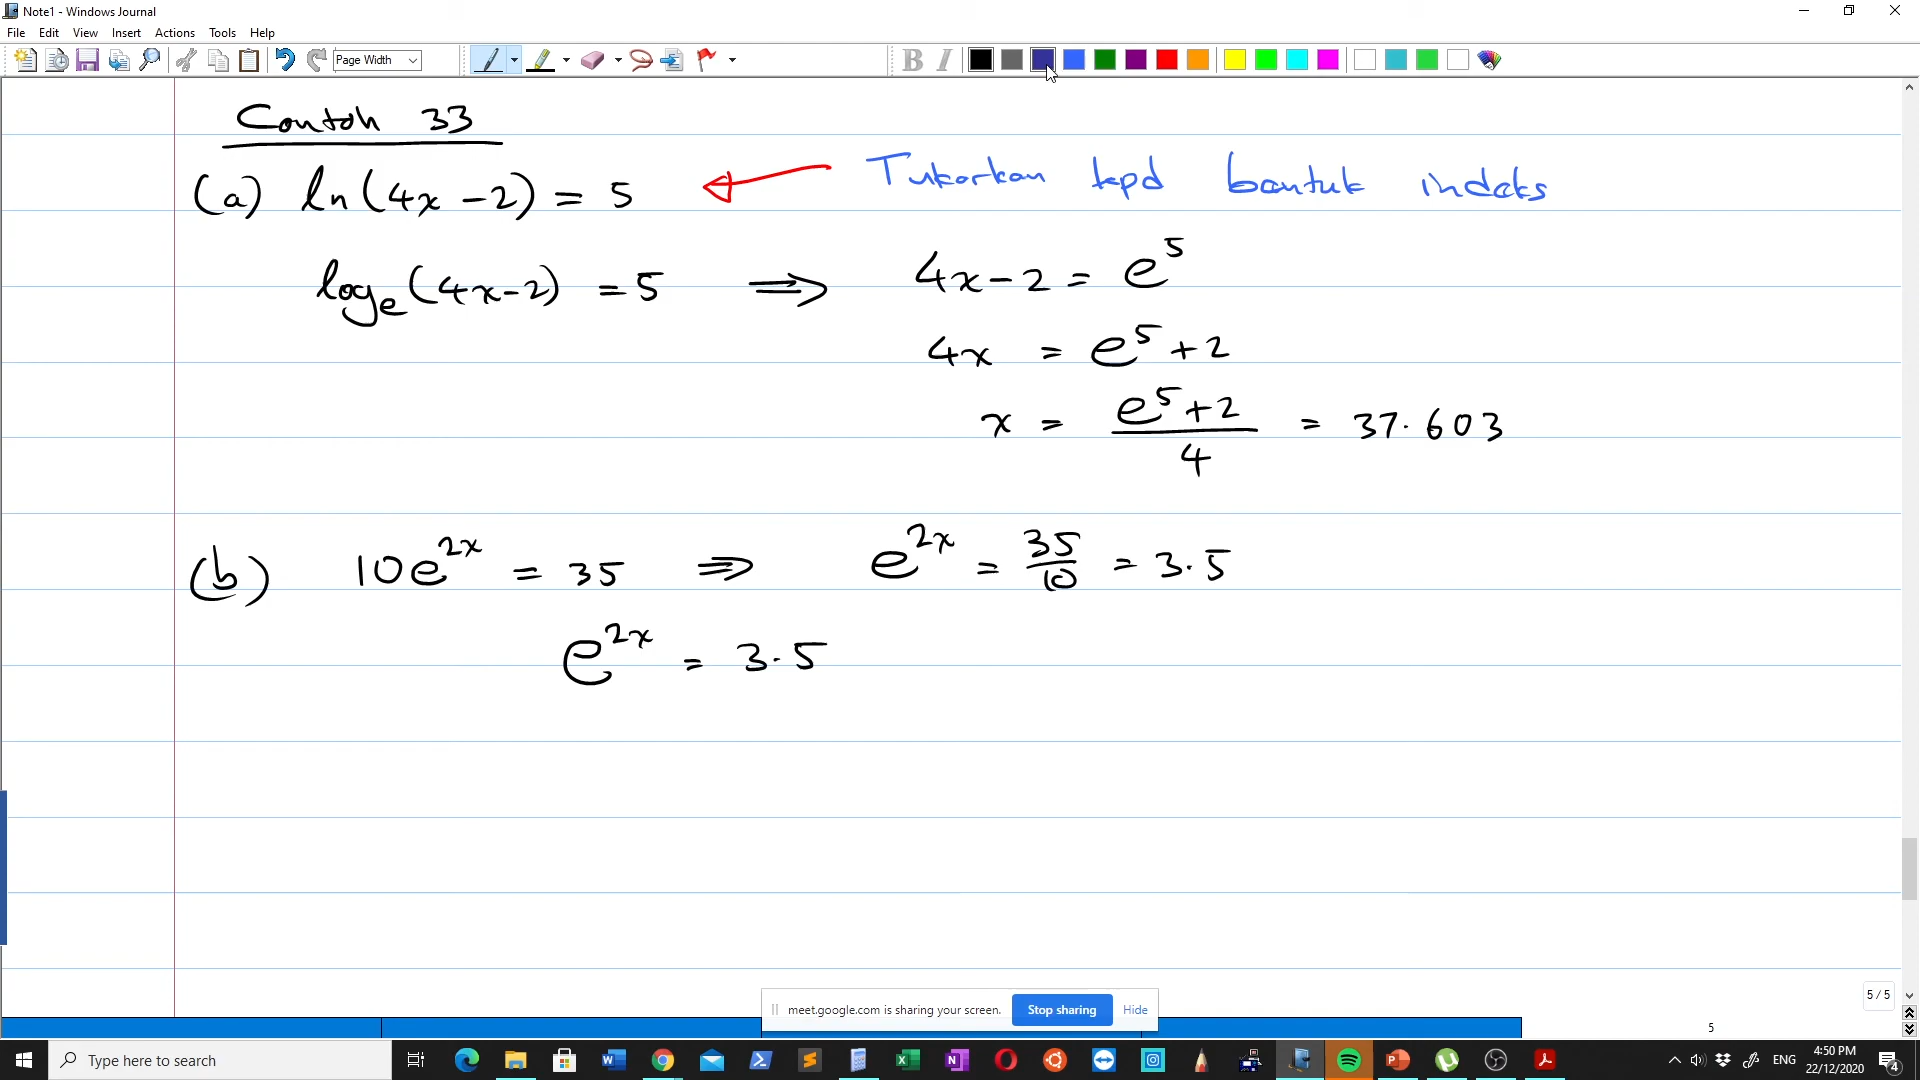 Note1 - Windows Journal
File Edit View Insert Actions Tools Help
Page Width
B I
Contoh 33
(a) ln(4x - 2) = 5
Tukarkan kpd bentuk indeks
logₑ(4x-2) = 5 ⟹ 4x - 2 = e⁵
4x = e⁵ + 2
x = (e⁵ + 2)/4 = 37.603
(b) 10e²ˣ = 35 ⟹ e²ˣ = 35/10 = 3.5
e²ˣ = 3.5
5 / 5
meet.google.com is sharing your screen. Stop sharing Hide
5
Type here to search
ENG
4:50 PM
22/12/2020
4